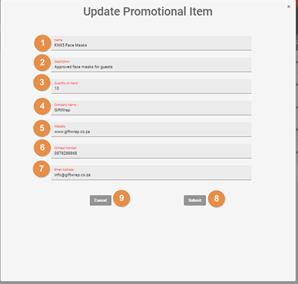 Update Promotional Item
×
1
Name
KN95 Face Masks
2
Description
Approved face masks for guests
3
Quantity on hand
10
4
Company Name
GiftWrap
5
Website
www.giftwrap.co.za
6
Contact Number
7
Email Address
info@giftwrap.co.za
Cancel
9
Submit
8